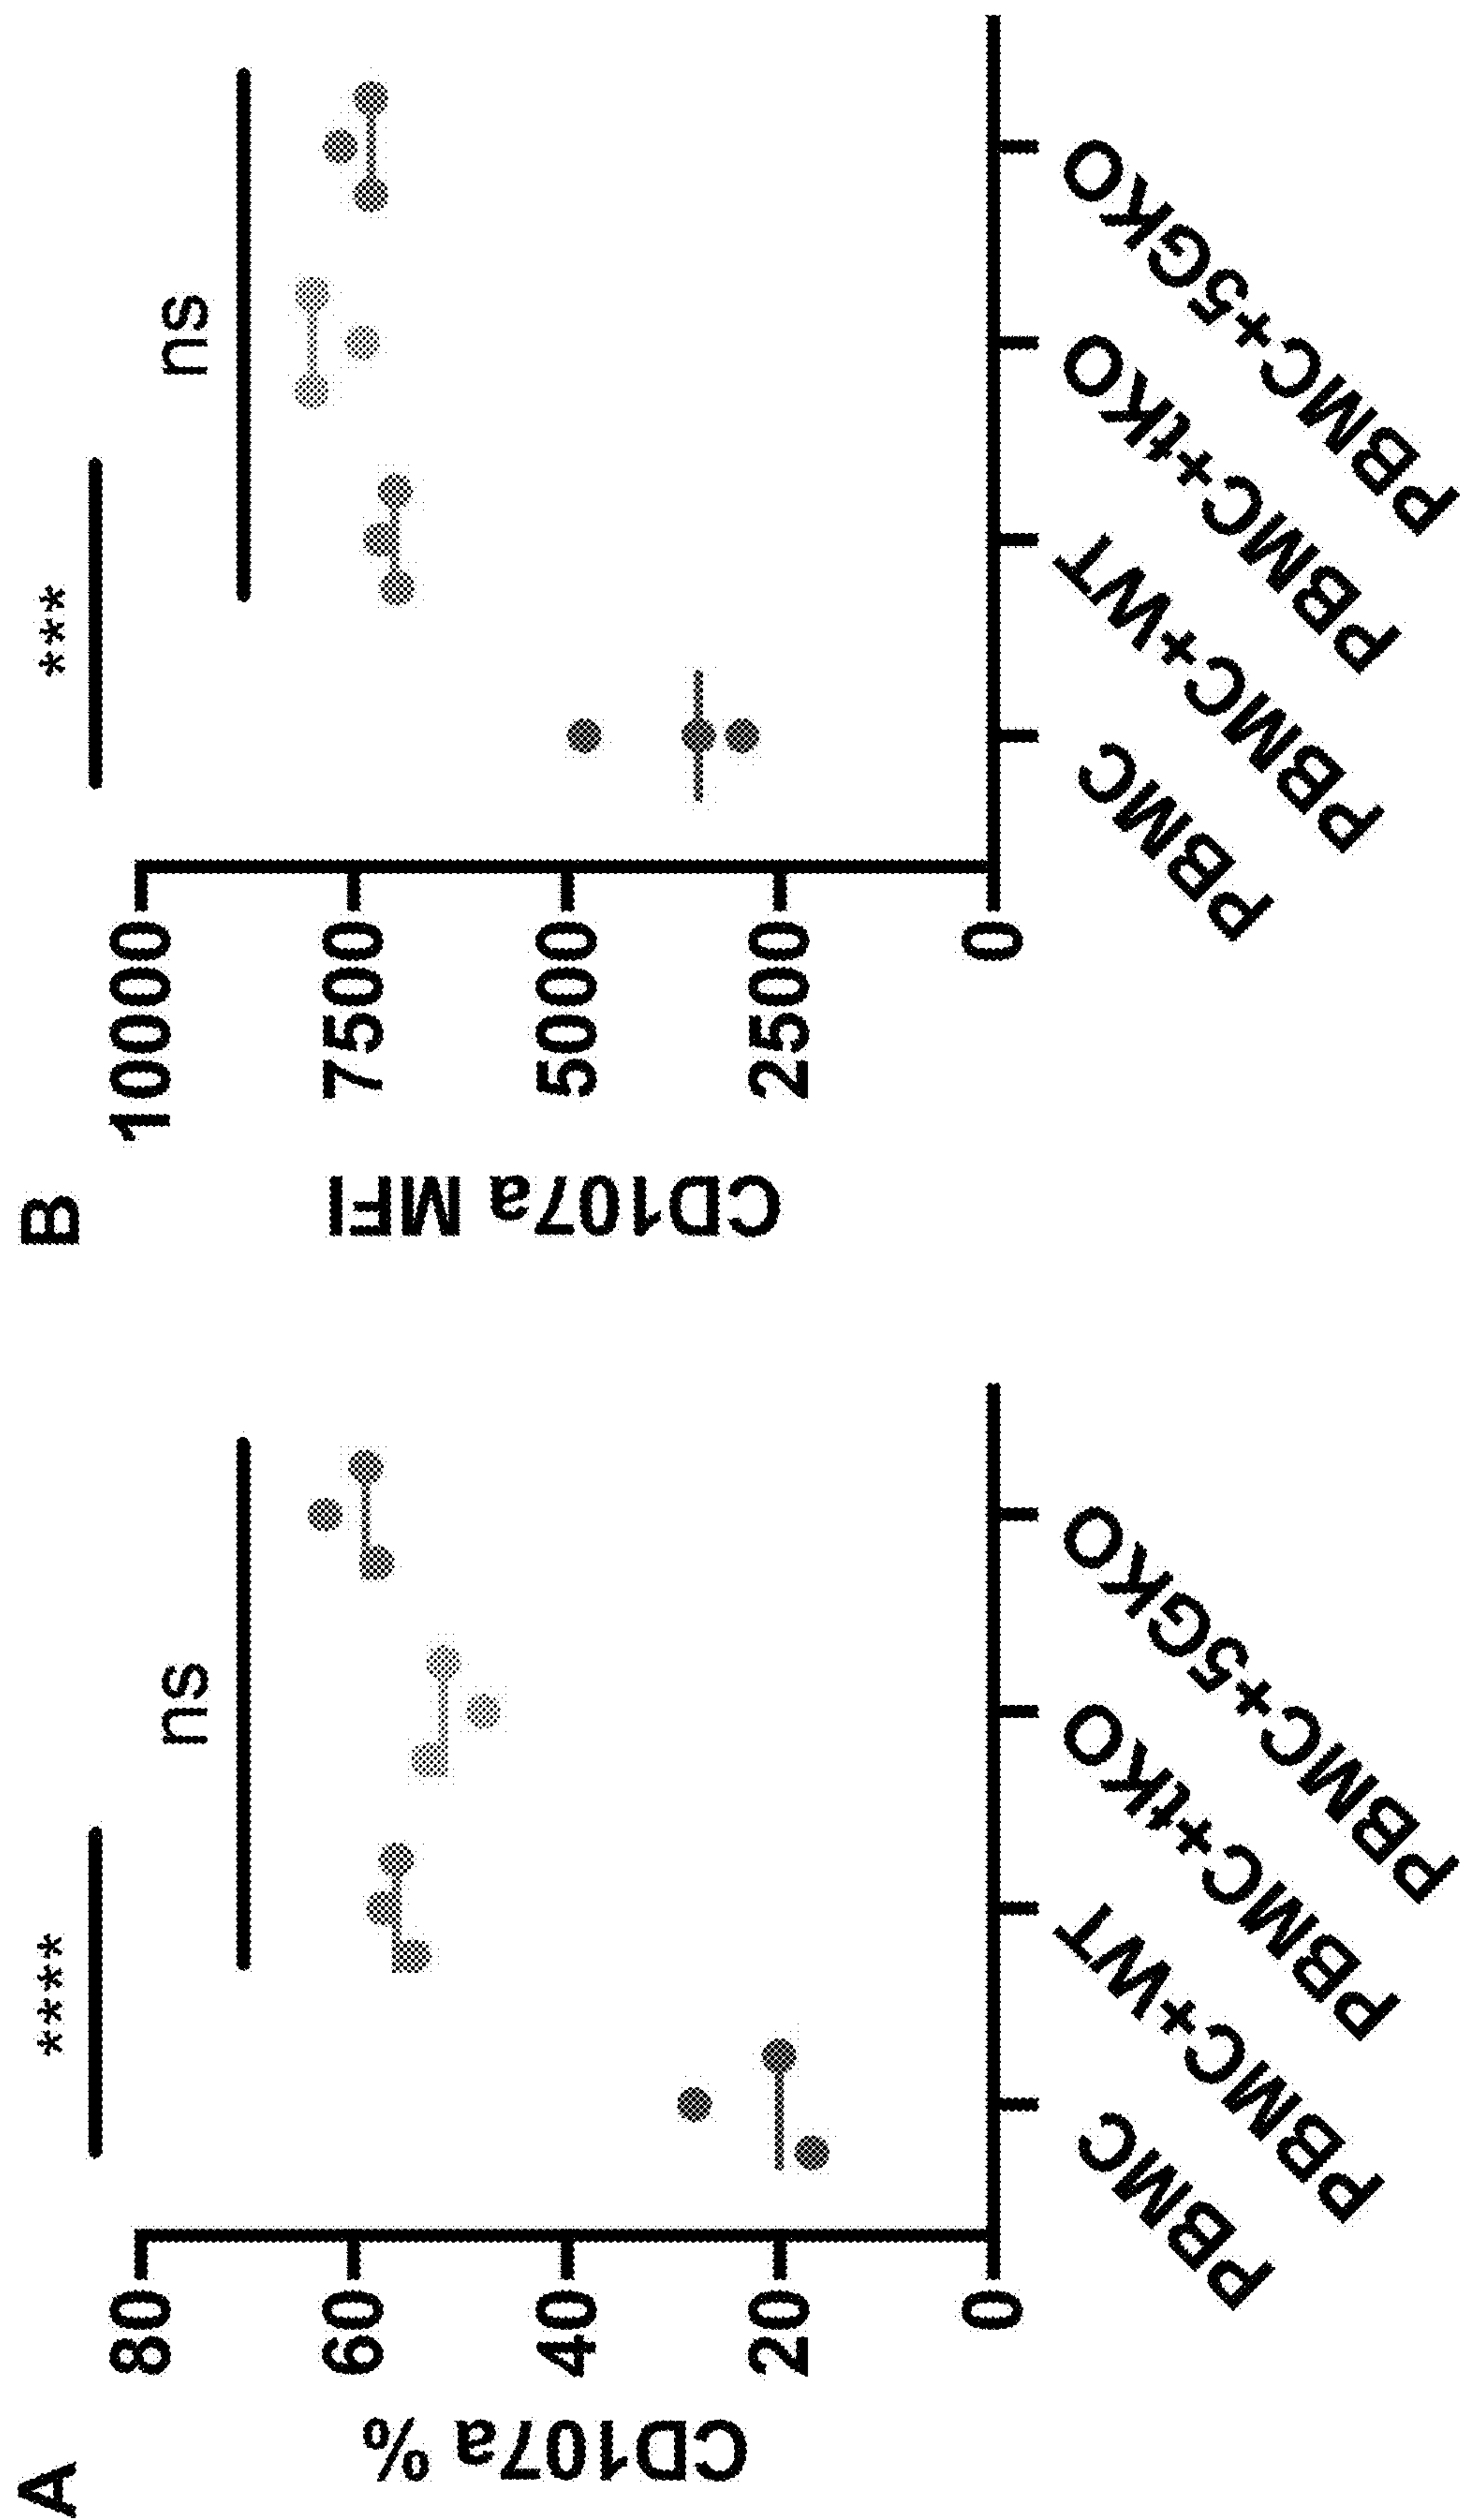 A
****
ns
CD107a %
80
60
40
20
0
PBMC
PBMC+WT
PBMC+tKO
PBMC+5GKO
B
***
ns
CD107a MFI
10000
7500
5000
2500
0
PBMC
PBMC+WT
PBMC+tKO
PBMC+5GKO